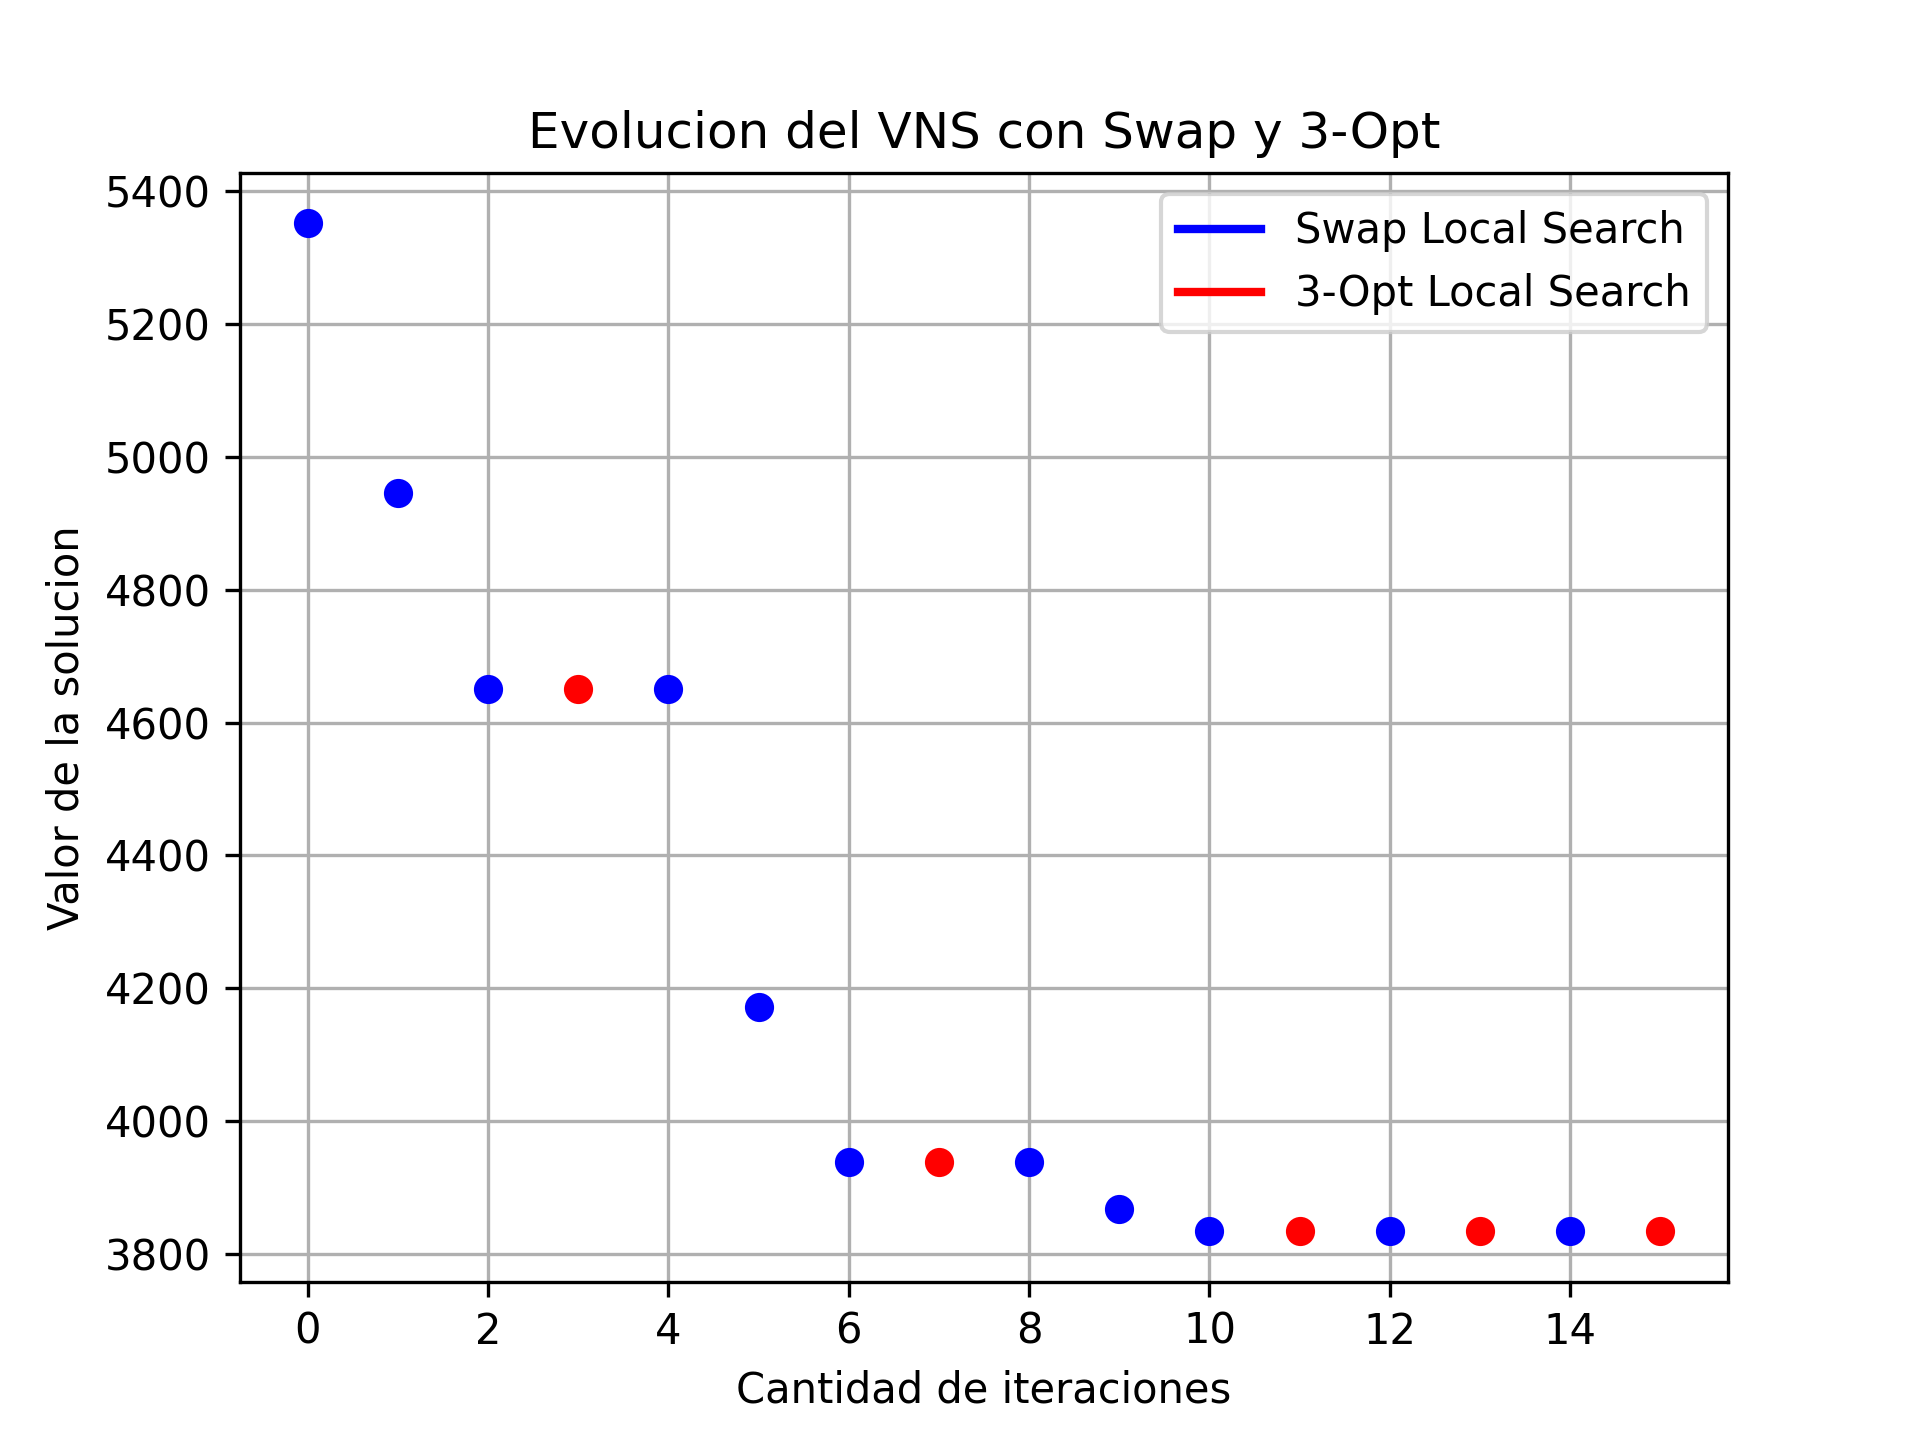 Evolucion del VNS con Swap y 3-Opt
Swap Local Search
3-Opt Local Search
Valor de la solucion
5400
5200
5000
4800
4600
4400
4200
4000
3800
0 2 4 6 8 10 12 14
Cantidad de iteraciones